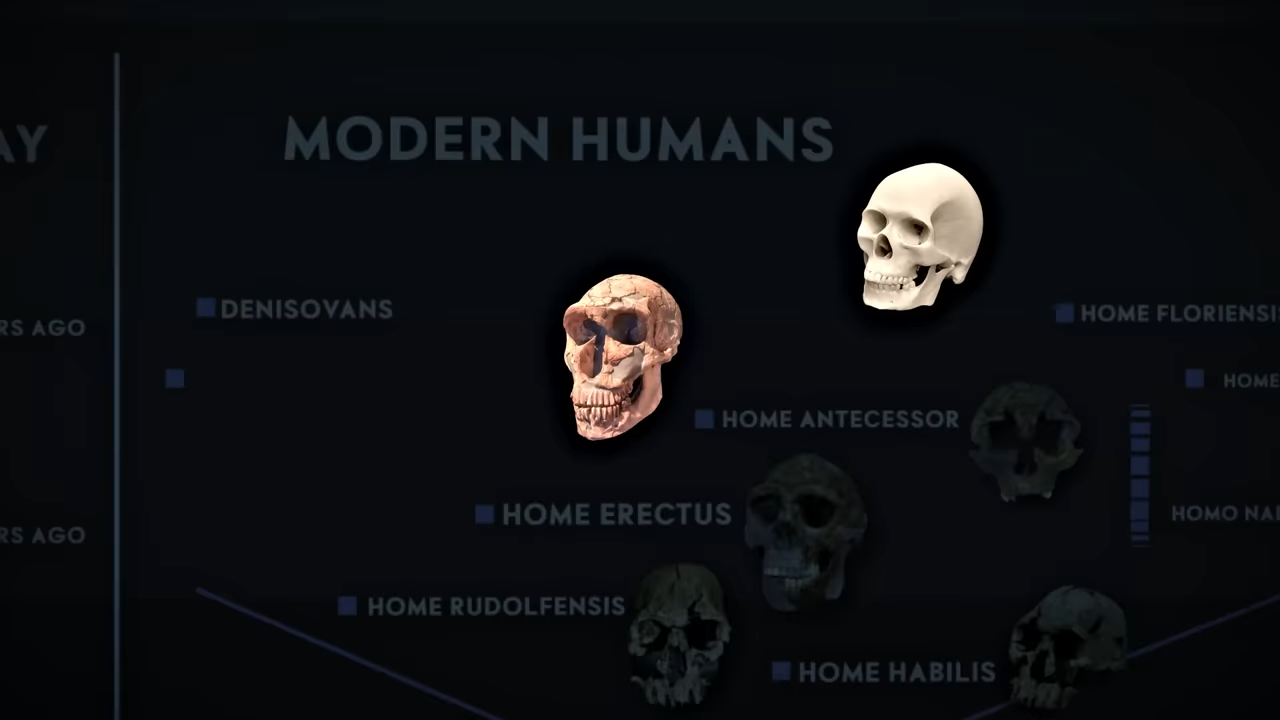 AY
MODERN HUMANS
DENISOVANS
RS AGO
HOME FLORIENSI
HOME
HOME ANTECESSOR
HOME ERECTUS
HOMO NA
RS AGO
HOME RUDOLFENSIS
HOME HABILIS